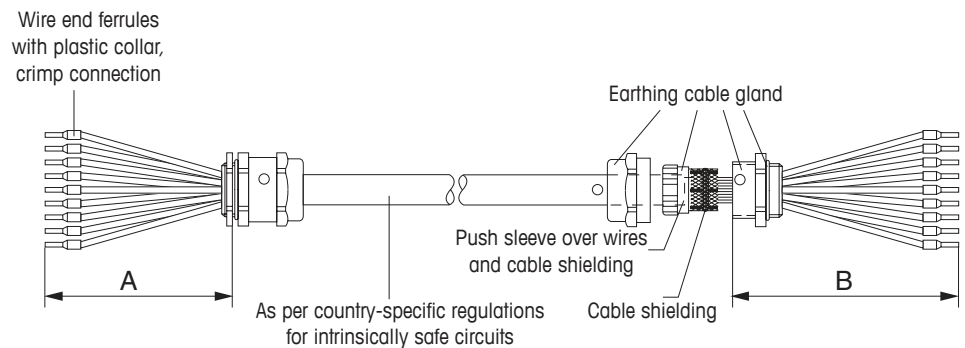 Wire end ferrules
with plastic collar,
crimp connection
Earthing cable gland
Push sleeve over wires
and cable shielding
A
B
As per country-specific regulations
for intrinsically safe circuits
Cable shielding